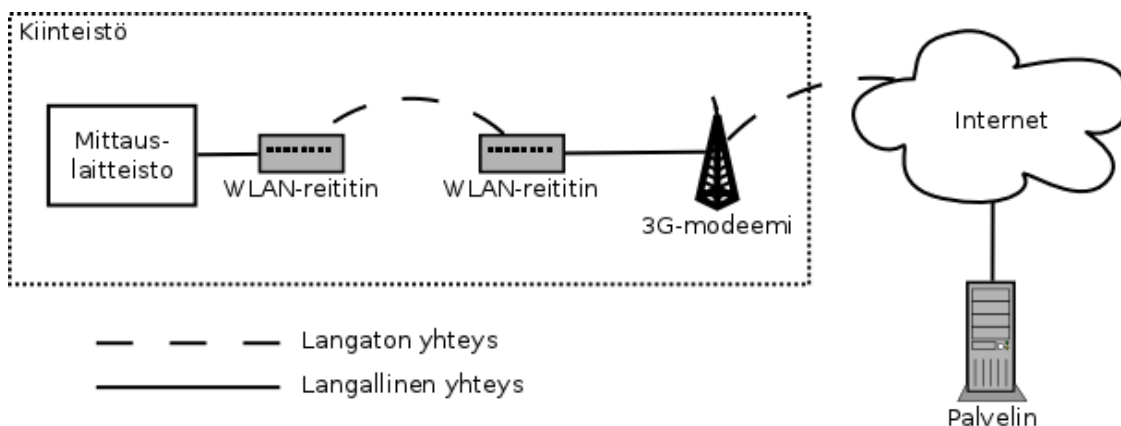 Kiinteistö
Mittaus-
laitteisto
WLAN-reititin
WLAN-reititin
3G-modeemi
Internet
Langaton yhteys
Langallinen yhteys
Palvelin